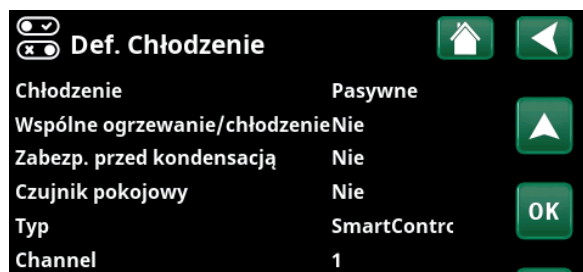 Def. Chłodzenie
Chłodzenie Pasywne
Wspólne ogrzewanie/chłodzenie Nie
Zabezp. przed kondensacją Nie
Czujnik pokojowy Nie
Typ SmartContrc
OK
Channel 1